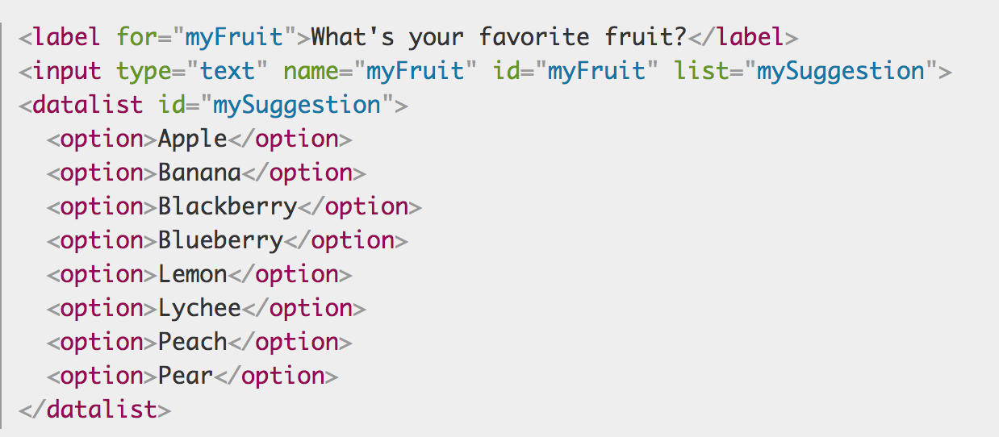 <label for="myFruit">What's your favorite fruit?</label>
<input type="text" name="myFruit" id="myFruit" list="mySuggestion">
<datalist id="mySuggestion">
  <option>Apple</option>
  <option>Banana</option>
  <option>Blackberry</option>
  <option>Blueberry</option>
  <option>Lemon</option>
  <option>Lychee</option>
  <option>Peach</option>
  <option>Pear</option>
</datalist>